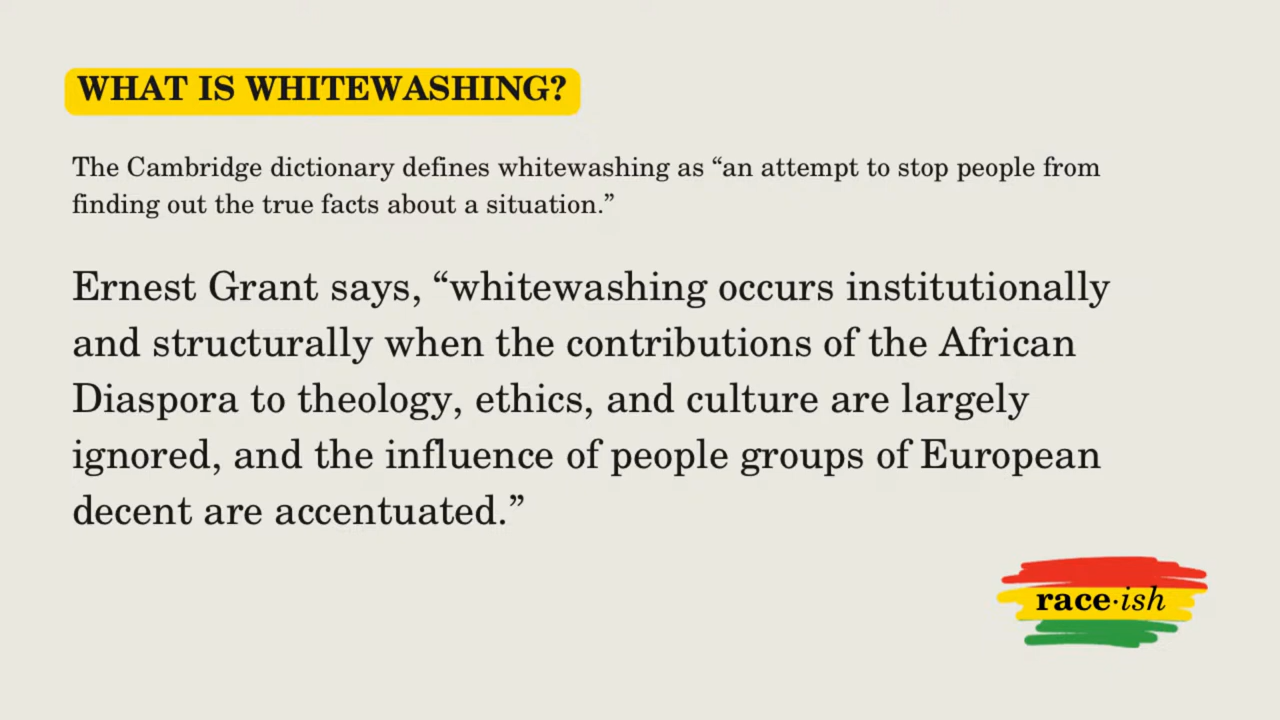 WHAT IS WHITEWASHING?
The Cambridge dictionary defines whitewashing as “an attempt to stop people from
finding out the true facts about a situation.”
Ernest Grant says, “whitewashing occurs institutionally
and structurally when the contributions of the African
Diaspora to theology, ethics, and culture are largely
ignored, and the influence of people groups of European
decent are accentuated.”
race·ish